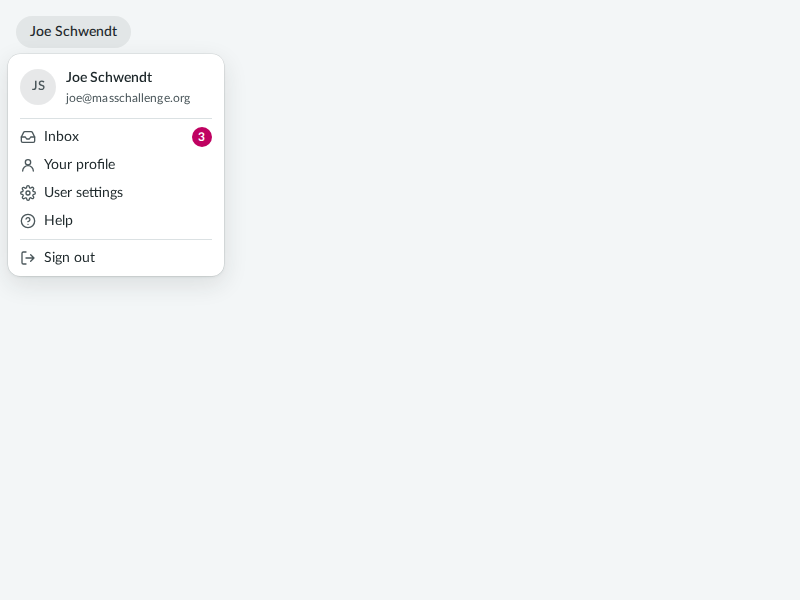 Joe Schwendt
JS
Joe Schwendt
joe@masschallenge.org
Inbox
3
Your profile
User settings
Help
Sign out